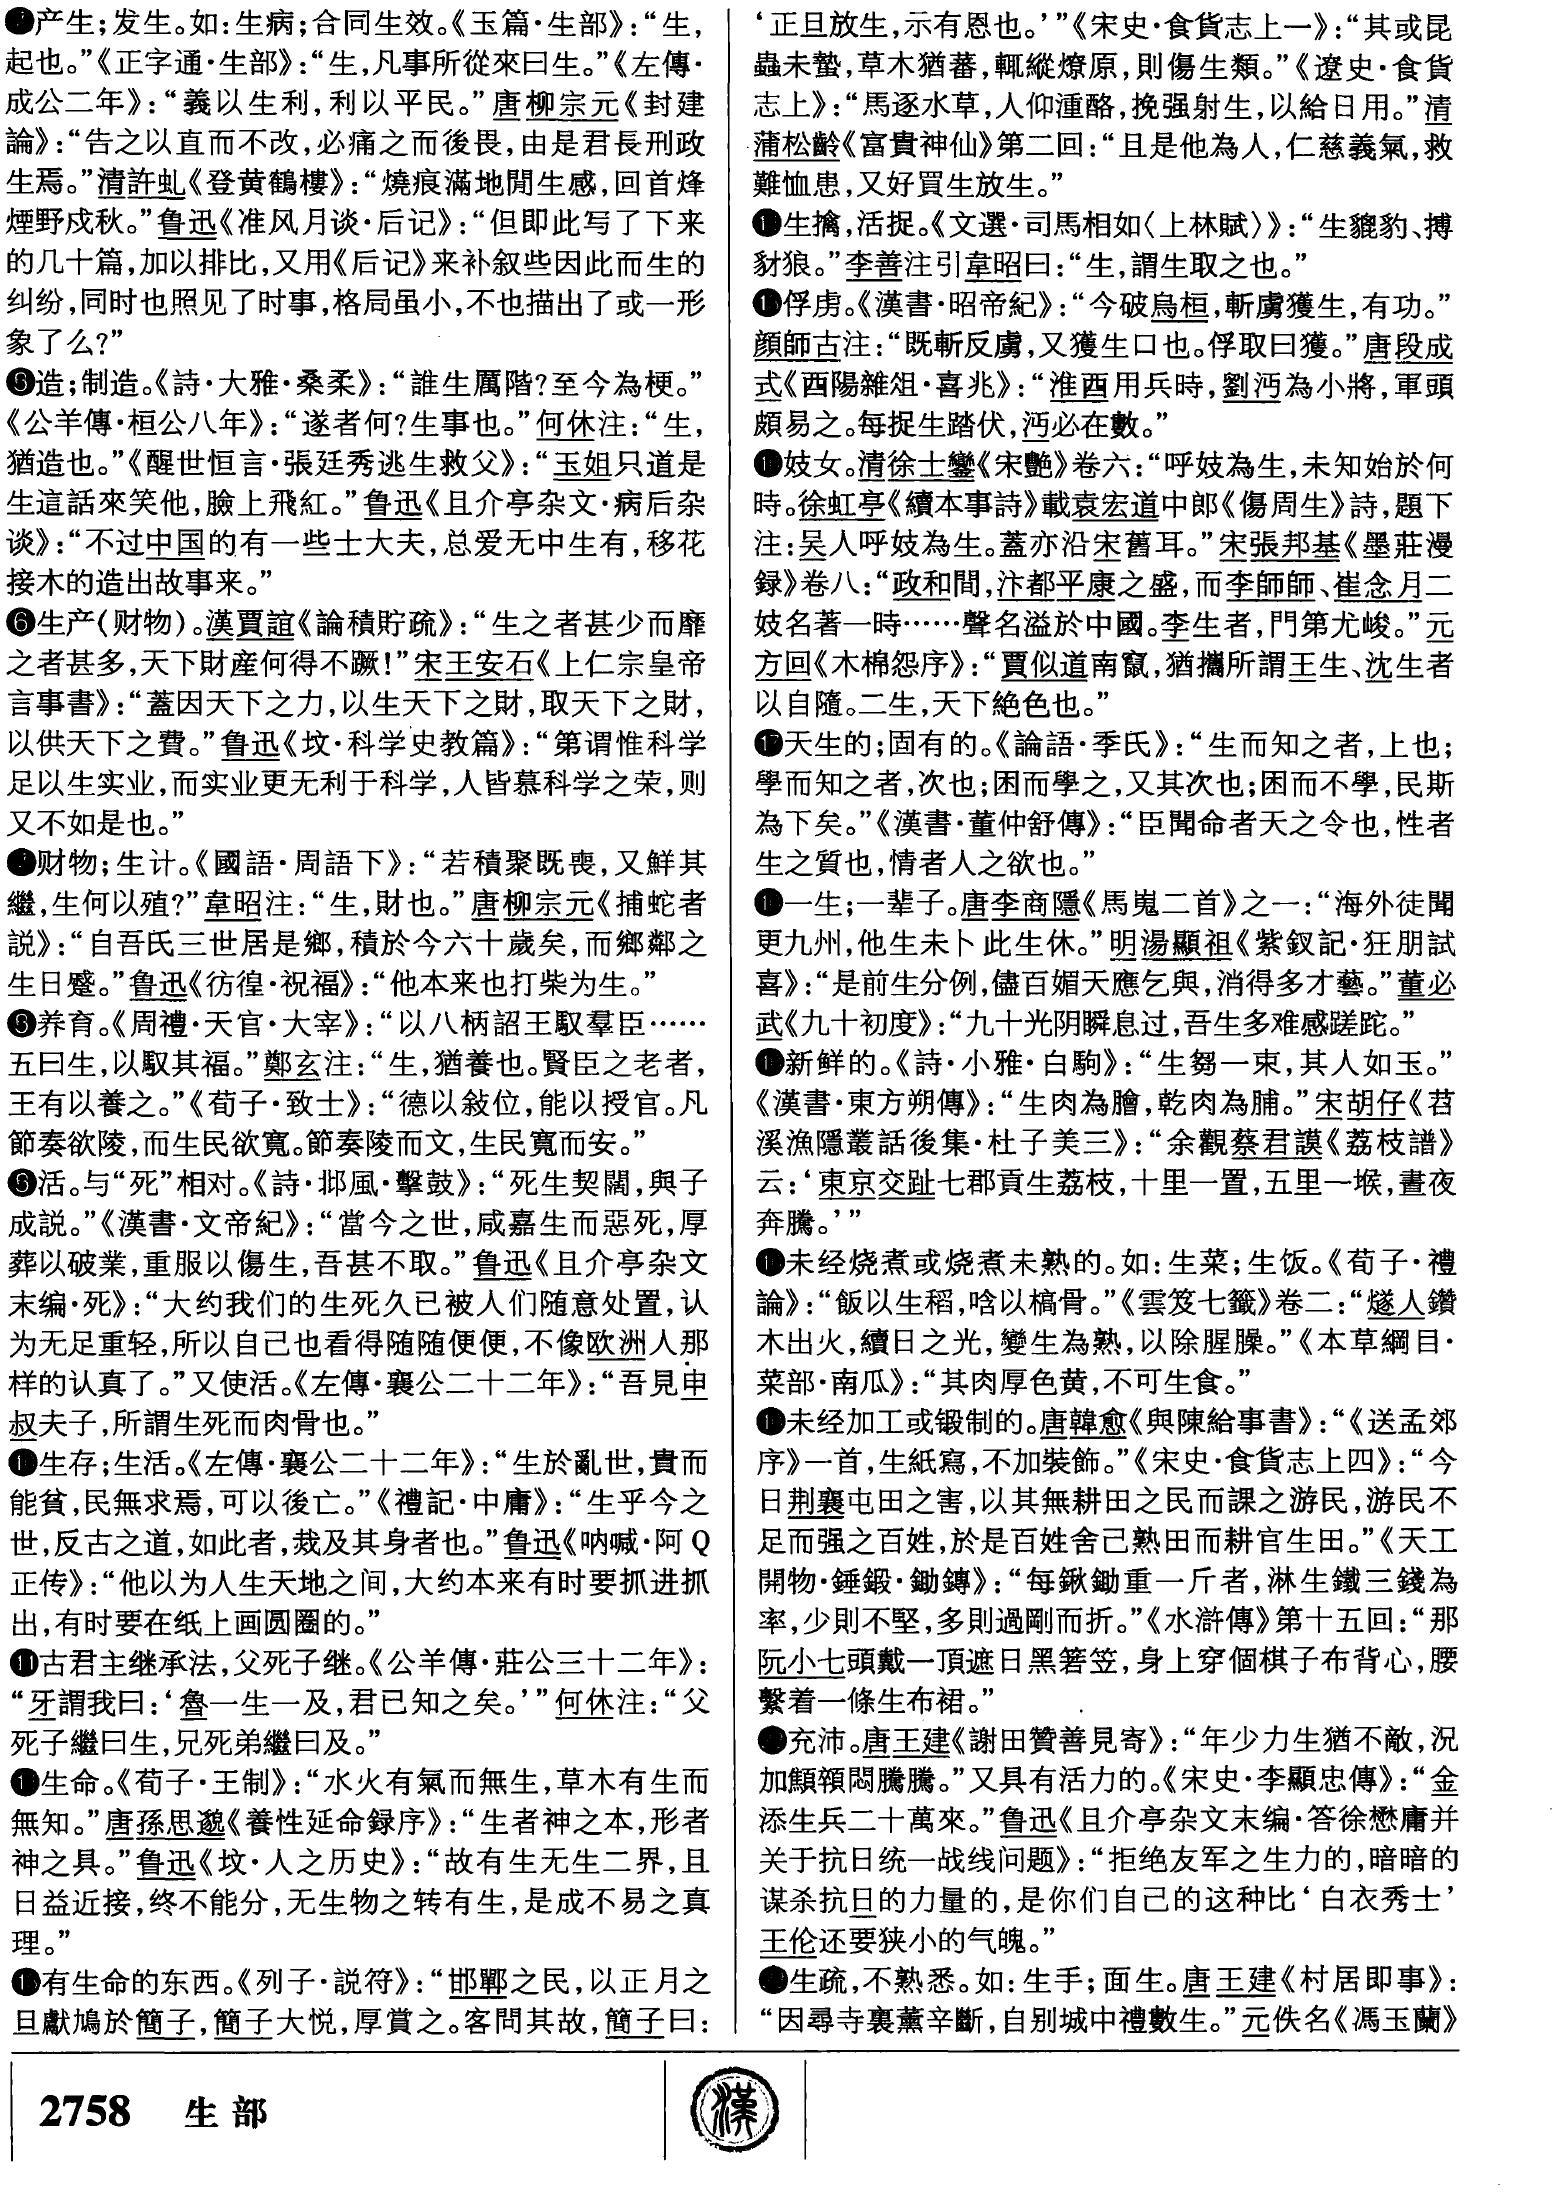 ❹产生；发生。如：生病；合同生效。《玉篇·生部》：“生，
起也。”《正字通·生部》：“生，凡事所從來曰生。”《左傳·
成公二年》：“義以生利，利以平民。”唐柳宗元《封建
論》：“告之以直而不改，必痛之而後畏，由是君長刑政
生焉。”清許虬《登黄鶴樓》：“燒痕滿地閒生感，回首烽
煙野戍秋。”鲁迅《准风月谈·后记》：“但即此写了下来
的几十篇，加以排比，又用《后记》来补叙些因此而生的
纠纷，同时也照见了时事，格局虽小，不也描出了或一形
象了么？”
❺造；制造。《詩·大雅·桑柔》：“誰生厲階？至今為梗。”
《公羊傳·桓公八年》：“遂者何？生事也。”何休注：“生，
猶造也。”《醒世恒言·張廷秀逃生救父》：“玉姐只道是
生這話來笑他，臉上飛紅。”鲁迅《且介亭杂文·病后杂
谈》：“不过中国的有一些士大夫，总爱无中生有，移花
接木的造出故事来。”
❻生产（财物）。漢賈誼《論積貯疏》：“生之者甚少而靡
之者甚多，天下財産何得不蹶！”宋王安石《上仁宗皇帝
言事書》：“蓋因天下之力，以生天下之財，取天下之財，
以供天下之費。”鲁迅《坟·科学史教篇》：“第谓惟科学
足以生实业，而实业更无利于科学，人皆慕科学之荣，则
又不如是也。”
❼财物；生计。《國語·周語下》：“若積聚既喪，又鮮其
繼，生何以殖？”韋昭注：“生，財也。”唐柳宗元《捕蛇者
説》：“自吾氏三世居是鄉，積於今六十歲矣，而鄉鄰之
生日蹙。”鲁迅《彷徨·祝福》：“他本来也打柴为生。”
❽养育。《周禮·天官·大宰》：“以八柄詔王馭羣臣……
五曰生，以馭其福。”鄭玄注：“生，猶養也。賢臣之老者，
王有以養之。”《荀子·致士》：“德以敍位，能以授官。凡
節奏欲陵，而生民欲寬。節奏陵而文，生民寬而安。”
❾活。与“死”相对。《詩·邶風·擊鼓》：“死生契闊，與子
成説。”《漢書·文帝紀》：“當今之世，咸嘉生而惡死，厚
葬以破業，重服以傷生，吾甚不取。”鲁迅《且介亭杂文
末编·死》：“大约我们的生死久已被人们随意处置，认
为无足重轻，所以自己也看得随随便便，不像欧洲人那
样的认真了。”又使活。《左傳·襄公二十二年》：“吾見申
叔夫子，所謂生死而肉骨也。”
❿生存；生活。《左傳·襄公二十二年》：“生於亂世，貴而
能貧，民無求焉，可以後亡。”《禮記·中庸》：“生乎今之
世，反古之道，如此者，烖及其身者也。”鲁迅《呐喊·阿Q
正传》：“他以为人生天地之间，大约本来有时要抓进抓
出，有时要在纸上画圆圈的。”
⓫古君主继承法，父死子继。《公羊傳·莊公三十二年》：
“牙謂我曰：‘魯一生一及，君已知之矣。’”何休注：“父
死子繼曰生，兄死弟繼曰及。”
⓬生命。《荀子·王制》：“水火有氣而無生，草木有生而
無知。”唐孫思邈《養性延命録序》：“生者神之本，形者
神之具。”鲁迅《坟·人之历史》：“故有生无生二界，且
日益近接，终不能分，无生物之转有生，是成不易之真
理。”
⓭有生命的东西。《列子·説符》：“邯鄲之民，以正月之
旦獻鳩於簡子，簡子大悦，厚賞之。客問其故，簡子曰：
‘正旦放生，示有恩也。’”《宋史·食貨志上一》：“其或昆
蟲未蟄，草木猶蕃，輒縱燎原，則傷生類。”《遼史·食貨
志上》：“馬逐水草，人仰湩酪，挽强射生，以給日用。”清
蒲松齡《富貴神仙》第二回：“且是他為人，仁慈義氣，救
難恤患，又好買生放生。”
⓮生擒，活捉。《文選·司馬相如〈上林賦〉》：“生貔豹、搏
豺狼。”李善注引韋昭曰：“生，謂生取之也。”
⓯俘虏。《漢書·昭帝紀》：“今破烏桓，斬虜獲生，有功。”
顔師古注：“既斬反虜，又獲生口也。俘取曰獲。”唐段成
式《酉陽雜俎·喜兆》：“淮西用兵時，劉沔為小將，軍頭
頗易之。每捉生踏伏，沔必在數。”
⓰妓女。清徐士鑾《宋艷》卷六：“呼妓為生，未知始於何
時。徐虹亭《續本事詩》載袁宏道中郎《傷周生》詩，題下
注：吴人呼妓為生。蓋亦沿宋舊耳。”宋張邦基《墨莊漫
録》卷八：“政和間，汴都平康之盛，而李師師、崔念月二
妓名著一時……聲名溢於中國。李生者，門第尤峻。”元
方回《木棉怨序》：“賈似道南竄，猶攜所謂王生、沈生者
以自隨。二生，天下絶色也。”
⓱天生的；固有的。《論語·季氏》：“生而知之者，上也；
學而知之者，次也；困而學之，又其次也；困而不學，民斯
為下矣。”《漢書·董仲舒傳》：“臣聞命者天之令也，性者
生之質也，情者人之欲也。”
⓲一生；一辈子。唐李商隱《馬嵬二首》之一：“海外徒聞
更九州，他生未卜此生休。”明湯顯祖《紫釵記·狂朋試
喜》：“是前生分例，儘百媚天應乞與，消得多才藝。”董必
武《九十初度》：“九十光阴瞬息过，吾生多难感蹉跎。”
⓳新鲜的。《詩·小雅·白駒》：“生芻一束，其人如玉。”
《漢書·東方朔傳》：“生肉為膾，乾肉為脯。”宋胡仔《苕
溪漁隱叢話後集·杜子美三》：“余觀蔡君謨《荔枝譜》
云：‘東京交趾七郡貢生荔枝，十里一置，五里一堠，晝夜
奔騰。’”
⓴未经烧煮或烧煮未熟的。如：生菜；生饭。《荀子·禮
論》：“飯以生稻，唅以槁骨。”《雲笈七籤》卷二：“燧人鑽
木出火，續日之光，變生為熟，以除腥臊。”《本草綱目·
菜部·南瓜》：“其肉厚色黄，不可生食。”
㉑未经加工或锻制的。唐韓愈《與陳給事書》：“《送孟郊
序》一首，生紙寫，不加裝飾。”《宋史·食貨志上四》：“今
日荆襄屯田之害，以其無耕田之民而課之游民，游民不
足而强之百姓，於是百姓舍己熟田而耕官生田。”《天工
開物·錘鍛·鋤鎛》：“每鍬鋤重一斤者，淋生鐵三錢為
率，少則不堅，多則過剛而折。”《水滸傳》第十五回：“那
阮小七頭戴一頂遮日黑箬笠，身上穿個棋子布背心，腰
繫着一條生布裙。”
㉒充沛。唐王建《謝田贊善見寄》：“年少力生猶不敵，況
加顦顇悶騰騰。”又具有活力的。《宋史·李顯忠傳》：“金
添生兵二十萬來。”鲁迅《且介亭杂文末编·答徐懋庸并
关于抗日统一战线问题》：“拒绝友军之生力的，暗暗的
谋杀抗日的力量的，是你们自己的这种比‘白衣秀士’
王伦还要狭小的气魄。”
㉓生疏，不熟悉。如：生手；面生。唐王建《村居即事》：
“因尋寺裏薰辛斷，自别城中禮數生。”元佚名《馮玉蘭》
2758 生部
漢